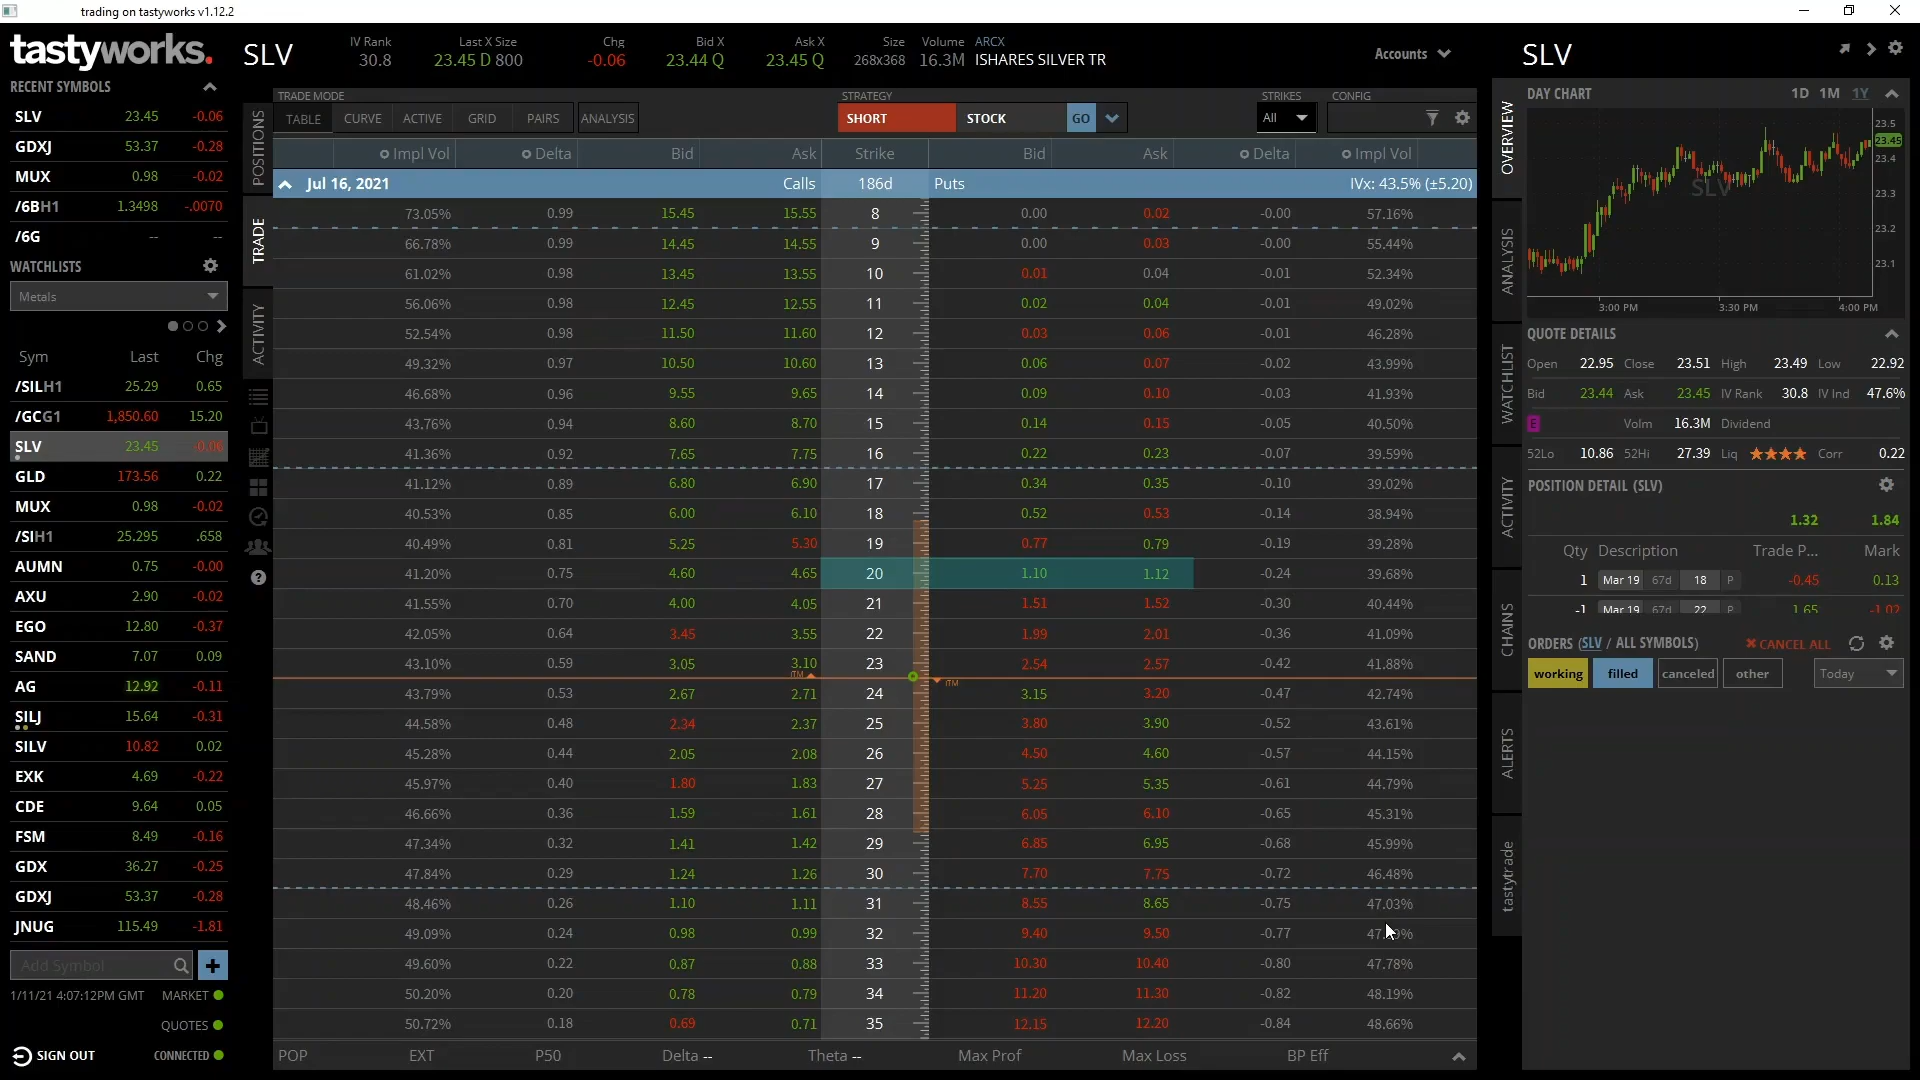 trading on tastyworks v1.12.2
tastyworks.
SLV
IV Rank 30.8
Last X Size 23.45 D 800
Chg -0.06
Bid X 23.44 Q
Ask X 23.45 Q
Size 268x368
Volume 16.3M
ARCX ISHARES SILVER TR
Accounts
RECENT SYMBOLS
SLV 23.45 -0.06
GDXJ 53.37 -0.28
MUX 0.98 -0.02
/6BH1 1.3498 -.0070
/6G -- --
WATCHLISTS
Metals
Sym Last Chg
/SILH1 25.29 0.65
/GCG1 1,850.60 15.20
SLV 23.45 -0.06
GLD 173.56 0.22
MUX 0.98 -0.02
/SIH1 25.295 .658
AUMN 0.75 -0.00
AXU 2.90 -0.02
EGO 12.80 -0.37
SAND 7.07 0.09
AG 12.92 -0.11
SILJ 15.64 -0.31
SILV 10.82 0.02
EXK 4.69 -0.22
CDE 9.64 0.05
FSM 8.49 -0.16
GDX 36.27 -0.25
GDXJ 53.37 -0.28
JNUG 115.49 -1.81
Add Symbol
1/11/21 4:07:12PM GMT MARKET
QUOTES
SIGN OUT CONNECTED
POSITIONS
TRADE
ACTIVITY
TRADE MODE
TABLE CURVE ACTIVE GRID PAIRS ANALYSIS
STRATEGY
SHORT STOCK GO
STRIKES
All
CONFIG
Impl Vol Delta Bid Ask Strike Bid Ask Delta Impl Vol
Jul 16, 2021 Calls 186d Puts IVx: 43.5% (±5.20)
73.05% 0.99 15.45 15.55 8 0.00 0.02 -0.00 57.16%
66.78% 0.99 14.45 14.55 9 0.00 0.03 -0.00 55.44%
61.02% 0.98 13.45 13.55 10 0.01 0.04 -0.01 52.34%
56.06% 0.98 12.45 12.55 11 0.02 0.04 -0.01 49.02%
52.54% 0.98 11.50 11.60 12 0.03 0.06 -0.01 46.28%
49.32% 0.97 10.50 10.60 13 0.06 0.07 -0.02 43.99%
46.68% 0.96 9.55 9.65 14 0.09 0.10 -0.03 41.93%
43.76% 0.94 8.60 8.70 15 0.14 0.15 -0.05 40.50%
41.36% 0.92 7.65 7.75 16 0.22 0.23 -0.07 39.59%
41.12% 0.89 6.80 6.90 17 0.34 0.35 -0.10 39.02%
40.53% 0.85 6.00 6.10 18 0.52 0.53 -0.14 38.94%
40.49% 0.81 5.25 5.30 19 0.77 0.79 -0.19 39.28%
41.20% 0.75 4.60 4.65 20 1.10 1.12 -0.24 39.68%
41.55% 0.70 4.00 4.05 21 1.51 1.52 -0.30 40.44%
42.05% 0.64 3.45 3.55 22 1.99 2.01 -0.36 41.09%
43.10% 0.59 3.05 3.10 23 2.54 2.57 -0.42 41.88%
ITM ITM
43.79% 0.53 2.67 2.71 24 3.15 3.20 -0.47 42.74%
44.58% 0.48 2.34 2.37 25 3.80 3.90 -0.52 43.61%
45.28% 0.44 2.05 2.08 26 4.50 4.60 -0.57 44.15%
45.97% 0.40 1.80 1.83 27 5.25 5.35 -0.61 44.79%
46.66% 0.36 1.59 1.61 28 6.05 6.10 -0.65 45.31%
47.34% 0.32 1.41 1.42 29 6.85 6.95 -0.68 45.99%
47.84% 0.29 1.24 1.26 30 7.70 7.75 -0.72 46.48%
48.46% 0.26 1.10 1.11 31 8.55 8.65 -0.75 47.03%
49.09% 0.24 0.98 0.99 32 9.40 9.50 -0.77
49.60% 0.22 0.87 0.88 33 10.30 10.40 -0.80 47.78%
50.20% 0.20 0.78 0.79 34 11.20 11.30 -0.82 48.19%
50.72% 0.18 0.69 0.71 35 12.15 12.20 -0.84 48.66%
POP EXT P50 Delta -- Theta -- Max Prof Max Loss BP Eff
OVERVIEW
ANALYSIS
WATCHLIST
ACTIVITY
CHAINS
ALERTS
tastytrade
SLV
DAY CHART 1D 1M 1Y
SLV
23.5
23.45
23.4
23.3
23.2
23.1
3:00 PM 3:30 PM 4:00 PM
QUOTE DETAILS
Open 22.95 Close 23.51 High 23.49 Low 22.92
Bid 23.44 Ask 23.45 IV Rank 30.8 IV Ind 47.6%
E Volm 16.3M Dividend
52Lo 10.86 52Hi 27.39 Liq ★★★★ Corr 0.22
POSITION DETAIL (SLV)
1.32 1.84
Qty Description Trade P... Mark
1 Mar 19 67d 18 P -0.45 0.13
-1 Mar 19 67d 22 P 1.65 -1.02
ORDERS (SLV / ALL SYMBOLS) CANCEL ALL
working filled canceled other Today